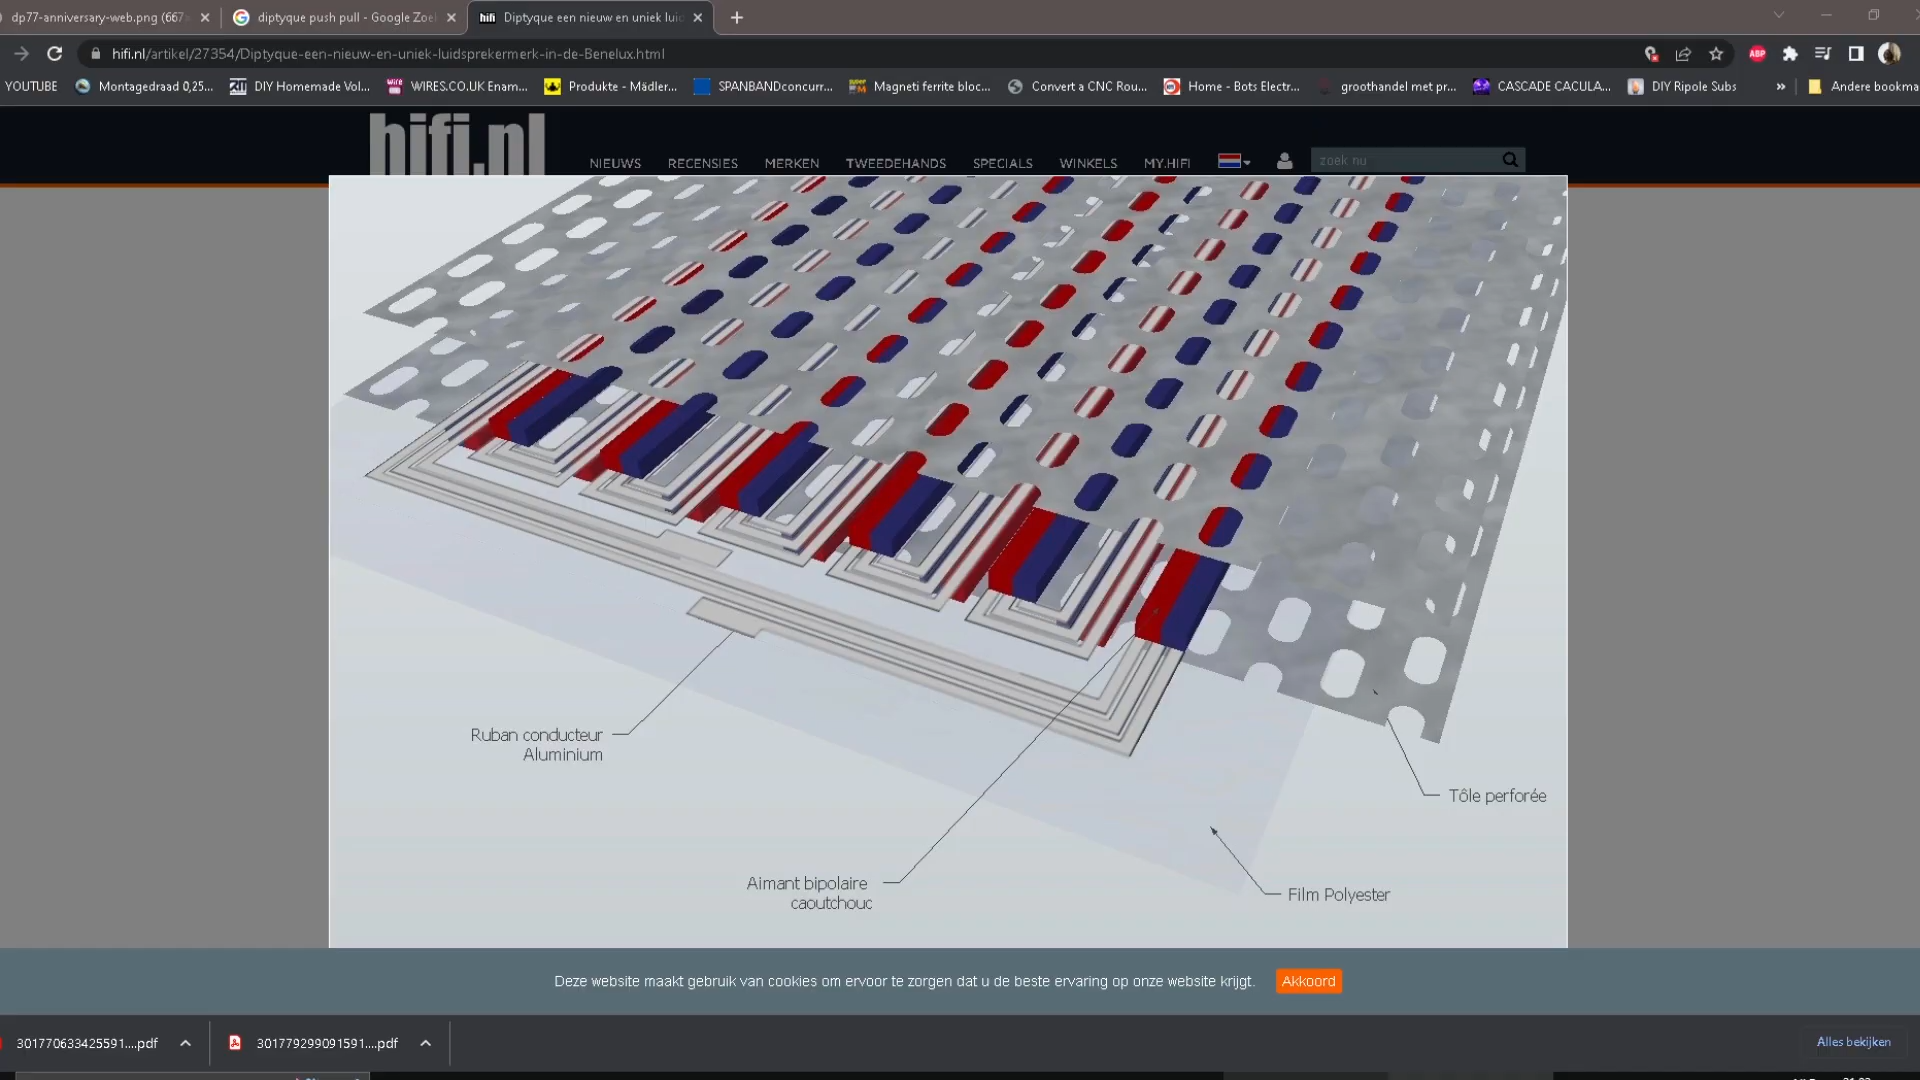 dp77-anniversary-web.png (667
diptyque push pull - Google Zoe
hifi Diptyque een nieuw en uniek luid
hifi.nl/artikel/27354/Diptyque-een-nieuw-en-uniek-luidsprekermerk-in-de-Benelux.html
ABP
YOUTUBE Montagedraad 0,25... DIY Homemade Vol... WIRES.CO.UK Enam... Produkte - Mädler... SPANBANDconcurr... Magneti ferrite bloc... Convert a CNC Rou... Home - Bots Electr... groothandel met pr... CASCADE CACULA... DIY Ripole Subs » Andere bookma
hifi.nl
NIEUWS RECENSIES MERKEN TWEEDEHANDS SPECIALS WINKELS MY.HIFI zoek nu
Ruban conducteur
Aluminium
Tôle perforée
Aimant bipolaire
caoutchouc
Film Polyester
Deze website maakt gebruik van cookies om ervoor te zorgen dat u de beste ervaring op onze website krijgt. Akkoord
301770633425591....pdf 301779299091591....pdf Alles bekijken